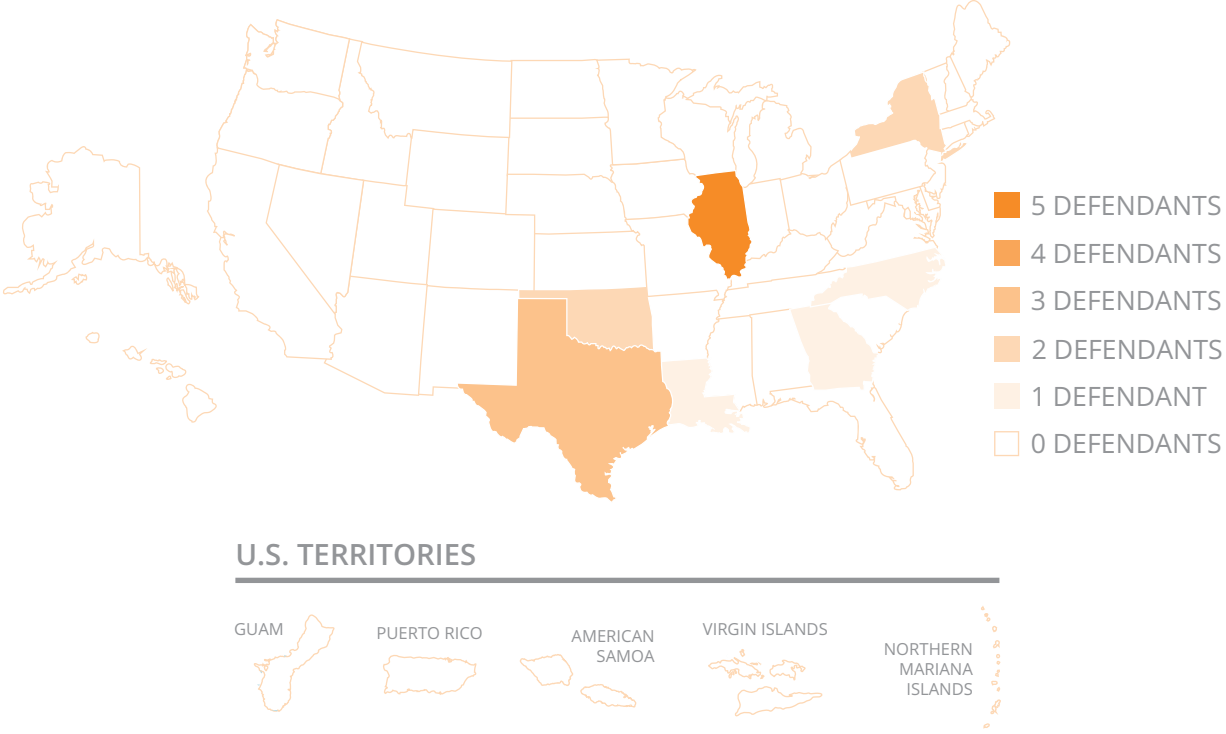 5 DEFENDANTS
4 DEFENDANTS
3 DEFENDANTS
2 DEFENDANTS
1 DEFENDANT
0 DEFENDANTS
U.S. TERRITORIES
GUAM
PUERTO RICO
AMERICAN
SAMOA
VIRGIN ISLANDS
NORTHERN
MARIANA
ISLANDS